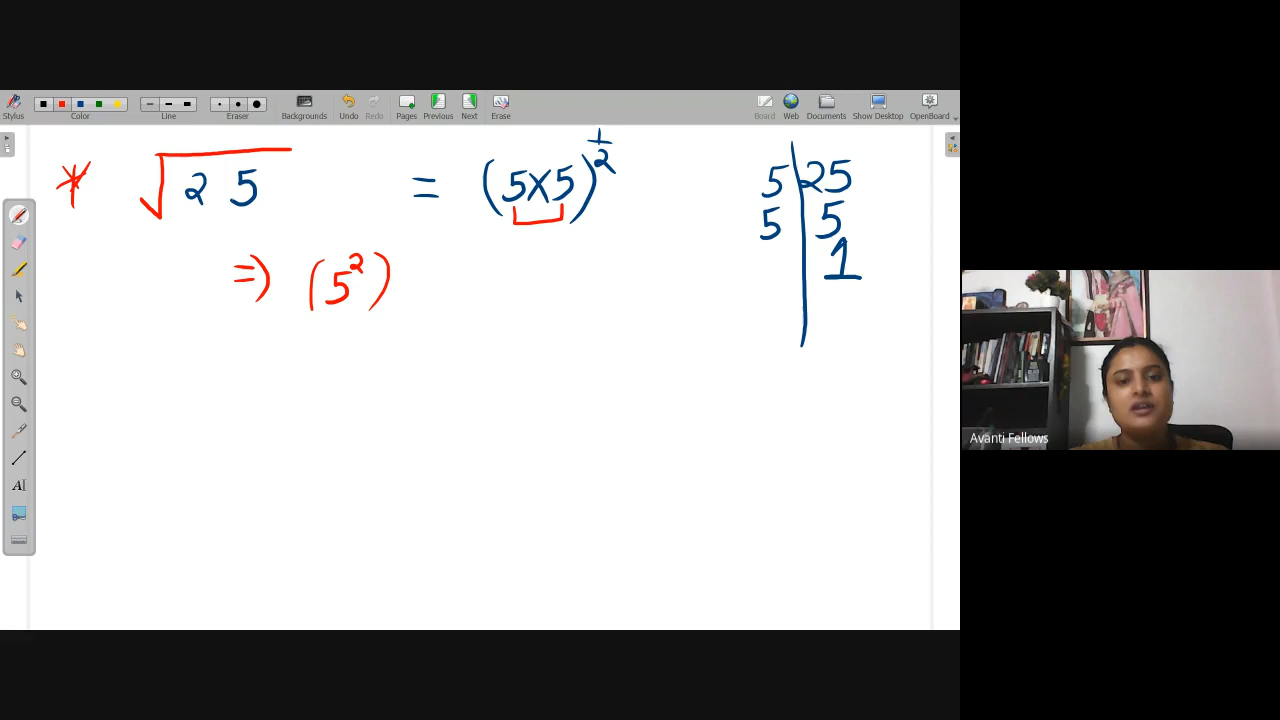 Stylus Color Line Eraser Backgrounds Undo Redo Pages Previous Next Erase Board Web Documents Show Desktop OpenBoard
* √25 = (5×5)^1/2
5 | 25
5 | 5
1
⇒ (5²)
Avanti Fellows